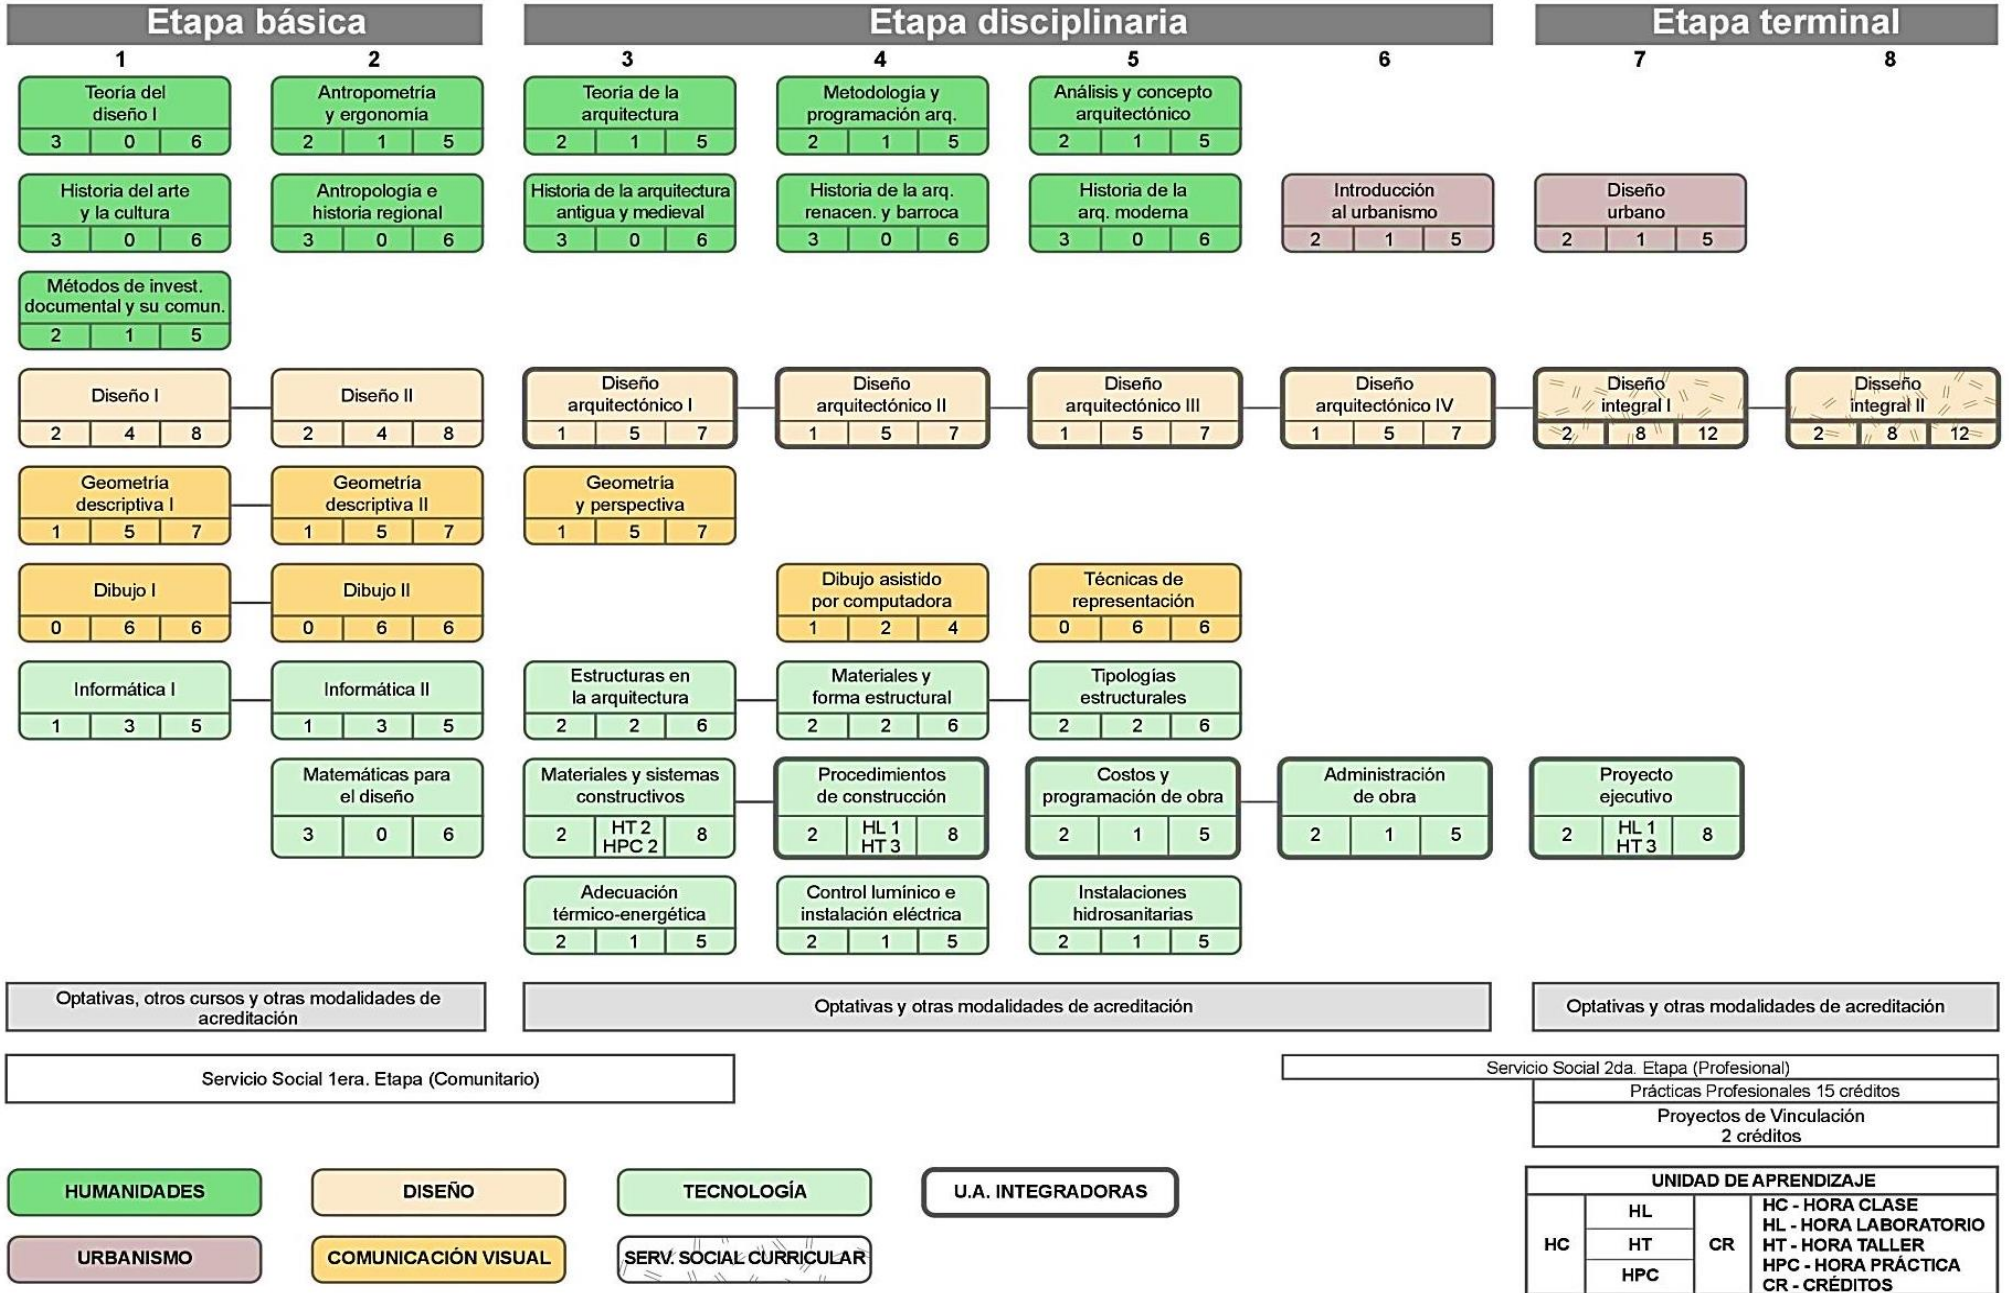 Etapa básica
Etapa disciplinaria
Etapa terminal
1 2 3 4 5 6 7 8
Teoría del
diseño I
3 0 6
Antropometría
y ergonomía
2 1 5
Teoría de la
arquitectura
2 1 5
Metodología y
programación arq.
2 1 5
Análisis y concepto
arquitectónico
2 1 5
Historia del arte
y la cultura
3 0 6
Antropología e
historia regional
3 0 6
Historia de la arquitectura
antigua y medieval
3 0 6
Historia de la arq.
renacen. y barroca
3 0 6
Historia de la
arq. moderna
3 0 6
Introducción
al urbanismo
2 1 5
Diseño
urbano
2 1 5
Métodos de invest.
documental y su comun.
2 1 5
Diseño I
2 4 8
Diseño II
2 4 8
Diseño
arquitectónico I
1 5 7
Diseño
arquitectónico II
1 5 7
Diseño
arquitectónico III
1 5 7
Diseño
arquitectónico IV
1 5 7
Diseño
integral I
2 8 12
Disseño
integral II
2 8 12
Geometría
descriptiva I
1 5 7
Geometría
descriptiva II
1 5 7
Geometría
y perspectiva
1 5 7
Dibujo I
0 6 6
Dibujo II
0 6 6
Dibujo asistido
por computadora
1 2 4
Técnicas de
representación
0 6 6
Informática I
1 3 5
Informática II
1 3 5
Estructuras en
la arquitectura
2 2 6
Materiales y
forma estructural
2 2 6
Tipologías
estructurales
2 2 6
Matemáticas para
el diseño
3 0 6
Materiales y sistemas
constructivos
2 HT 2 8
HPC 2
Procedimientos
de construcción
2 HL 1 8
HT 3
Costos y
programación de obra
2 1 5
Administración
de obra
2 1 5
Proyecto
ejecutivo
2 HL 1 8
HT 3
Adecuación
térmico-energética
2 1 5
Control lumínico e
instalación eléctrica
2 1 5
Instalaciones
hidrosanitarias
2 1 5
Optativas, otros cursos y otras modalidades de
acreditación
Optativas y otras modalidades de acreditación
Optativas y otras modalidades de acreditación
Servicio Social 1era. Etapa (Comunitario)
Servicio Social 2da. Etapa (Profesional)
Prácticas Profesionales 15 créditos
Proyectos de Vinculación
2 créditos
HUMANIDADES
DISEÑO
TECNOLOGÍA
U.A. INTEGRADORAS
URBANISMO
COMUNICACIÓN VISUAL
SERV. SOCIAL CURRICULAR
UNIDAD DE APRENDIZAJE
HC
HL
HT
HPC
CR
HC - HORA CLASE
HL - HORA LABORATORIO
HT - HORA TALLER
HPC - HORA PRÁCTICA
CR - CRÉDITOS